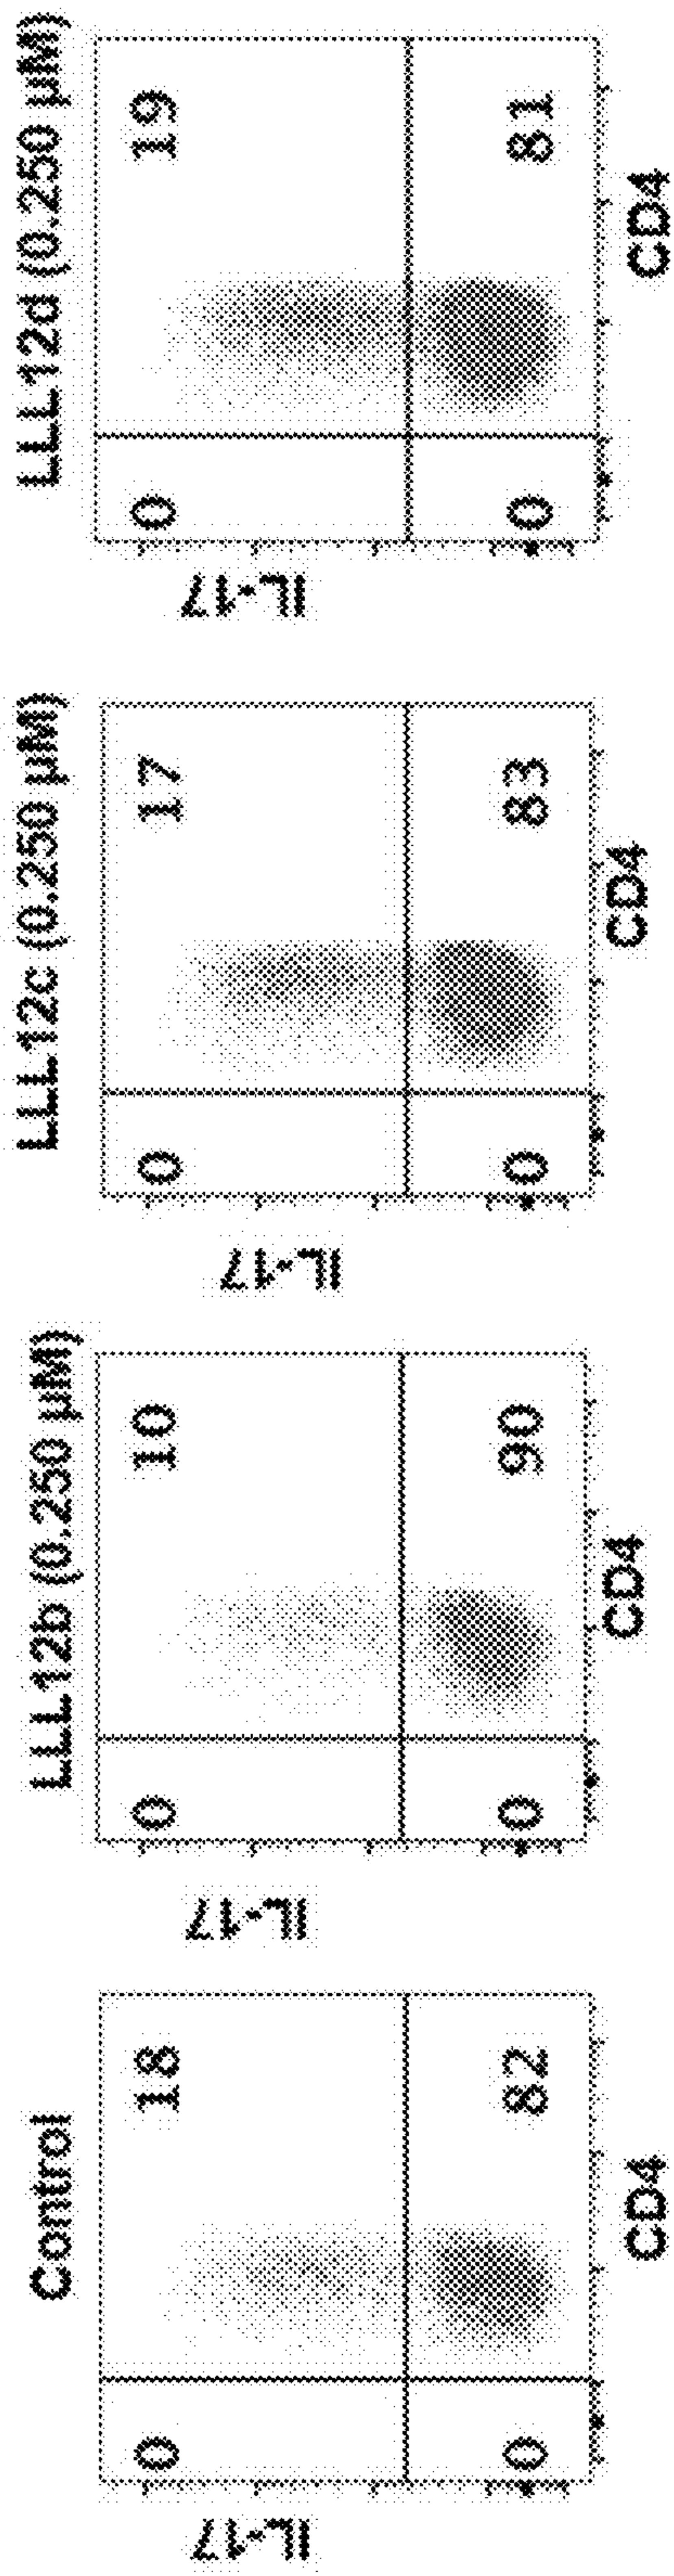 Control
18
0
82
0
IL-17
CD4
LLL12b (0.250 µM)
10
0
90
0
IL-17
CD4
LLL12c (0.250 µM)
17
0
83
0
IL-17
CD4
LLL12d (0.250 µM)
19
0
81
0
IL-17
CD4